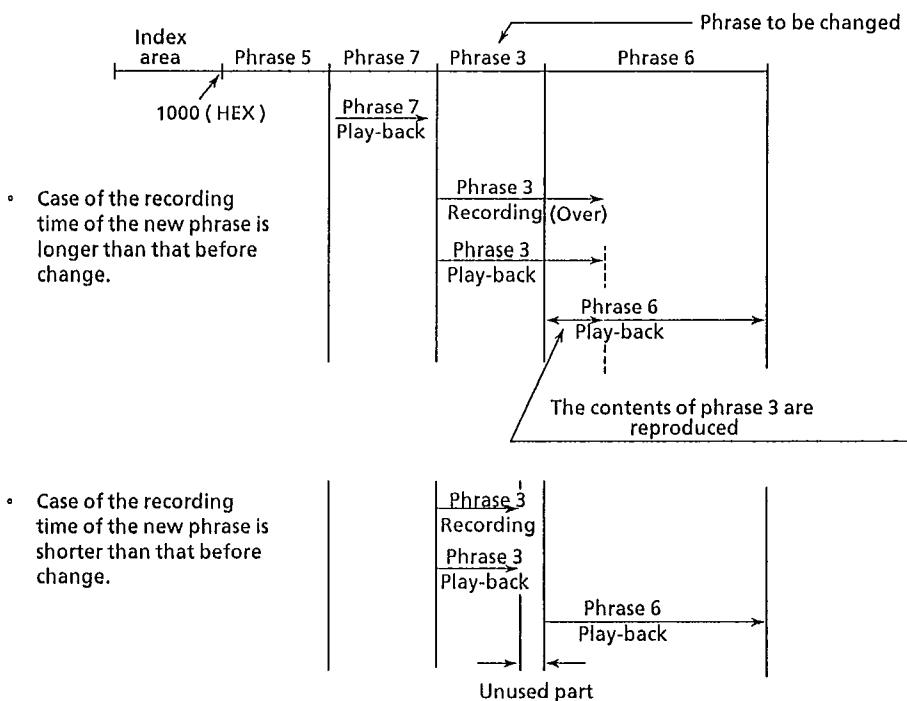 Phrase to be changed
Index
area
Phrase 5
Phrase 7
Phrase 3
Phrase 6
1000 ( HEX )
Phrase 7
Play-back
° Case of the recording
time of the new phrase is
longer than that before
change.
Phrase 3
Recording (Over)
Phrase 3
Play-back
Phrase 6
Play-back
The contents of phrase 3 are
reproduced
° Case of the recording
time of the new phrase is
shorter than that before
change.
Phrase 3
Recording
Phrase 3
Play-back
Phrase 6
Play-back
Unused part